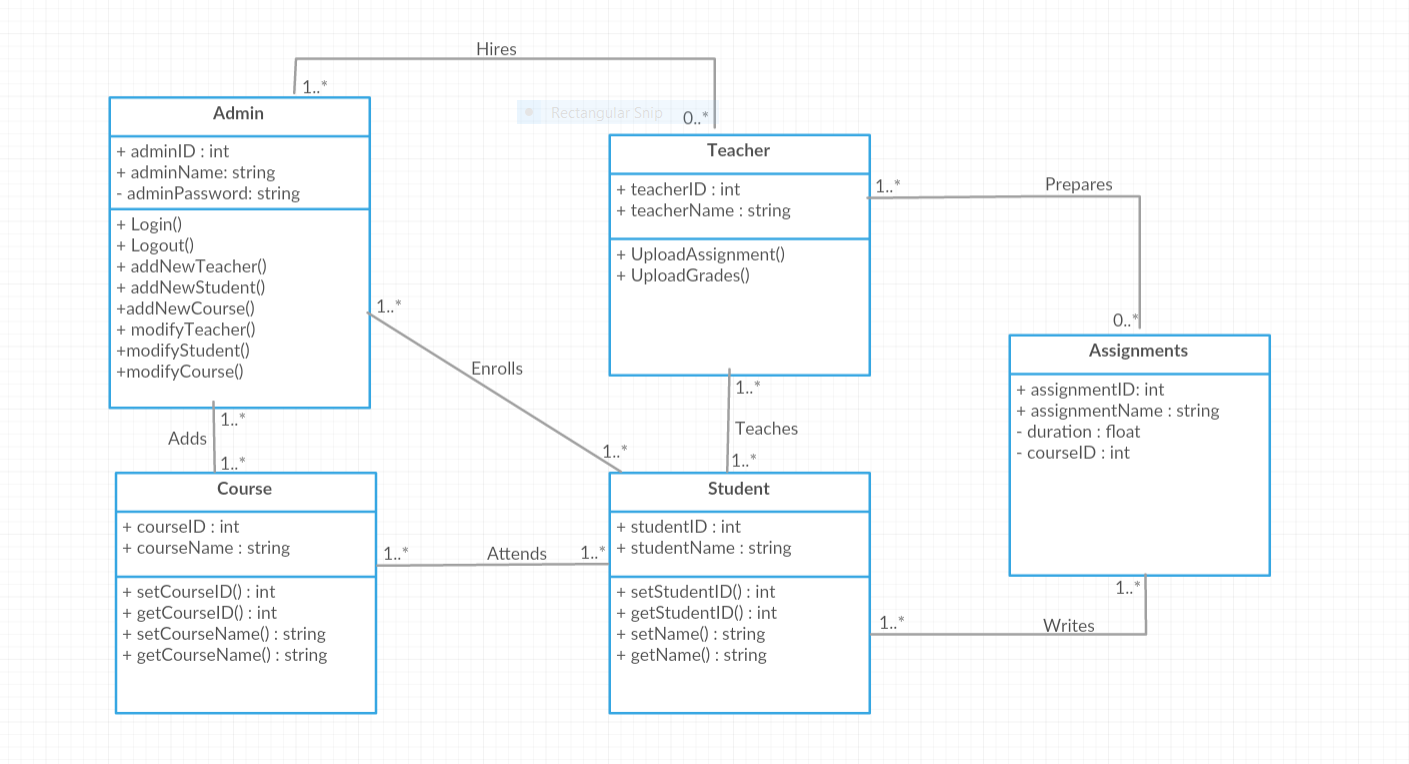 Hires
1..*
0..*
Rectangular Snip
Admin
+ adminID : int
+ adminName: string
- adminPassword: string
+ Login()
+ Logout()
+ addNewTeacher()
+ addNewStudent()
+addNewCourse()
+ modifyTeacher()
+modifyStudent()
+modifyCourse()
Teacher
+ teacherID : int
+ teacherName : string
+ UploadAssignment()
+ UploadGrades()
1..*
Prepares
0..*
Assignments
+ assignmentID: int
+ assignmentName : string
- duration : float
- courseID : int
1..*
Enrolls
1..*
1..*
Adds
1..*
1..*
Teaches
1..*
Course
+ courseID : int
+ courseName : string
+ setCourseID() : int
+ getCourseID() : int
+ setCourseName() : string
+ getCourseName() : string
1..*
Attends
1..*
Student
+ studentID : int
+ studentName : string
+ setStudentID() : int
+ getStudentID() : int
+ setName() : string
+ getName() : string
1..*
Writes
1..*